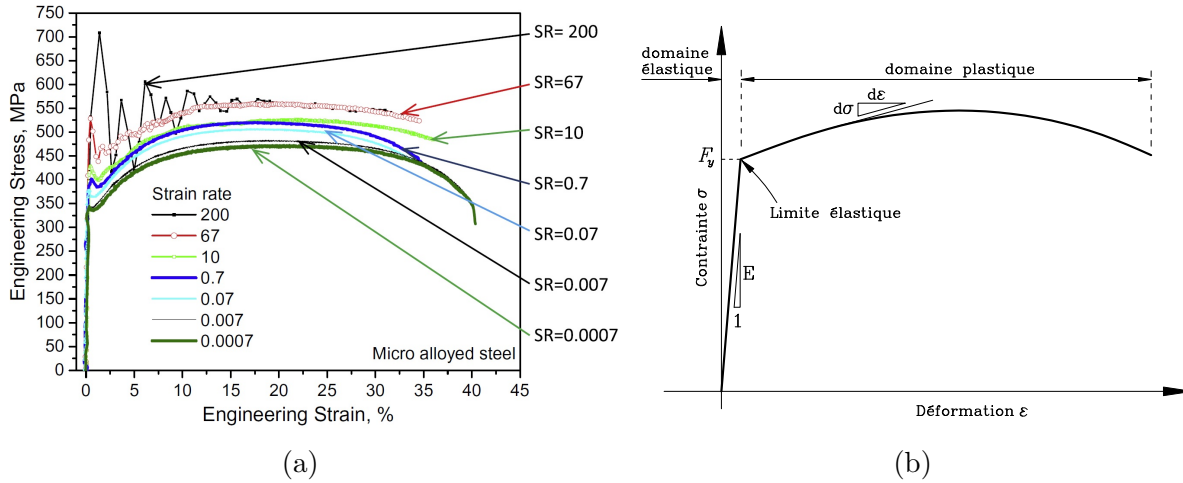 750
700
650
600
550
500
450
400
350
300
250
200
150
100
50
0
Engineering Stress, MPa
0 5 10 15 20 25 30 35 40 45
Engineering Strain, %
Strain rate
200
67
10
0.7
0.07
0.007
0.0007
Micro alloyed steel
SR= 200
SR=67
SR=10
SR=0.7
SR=0.07
SR=0.007
SR=0.0007
(a)
domaine
élastique
domaine plastique
dε
dσ
F_y
Limite élastique
Contrainte σ
E
1
Déformation ε
(b)